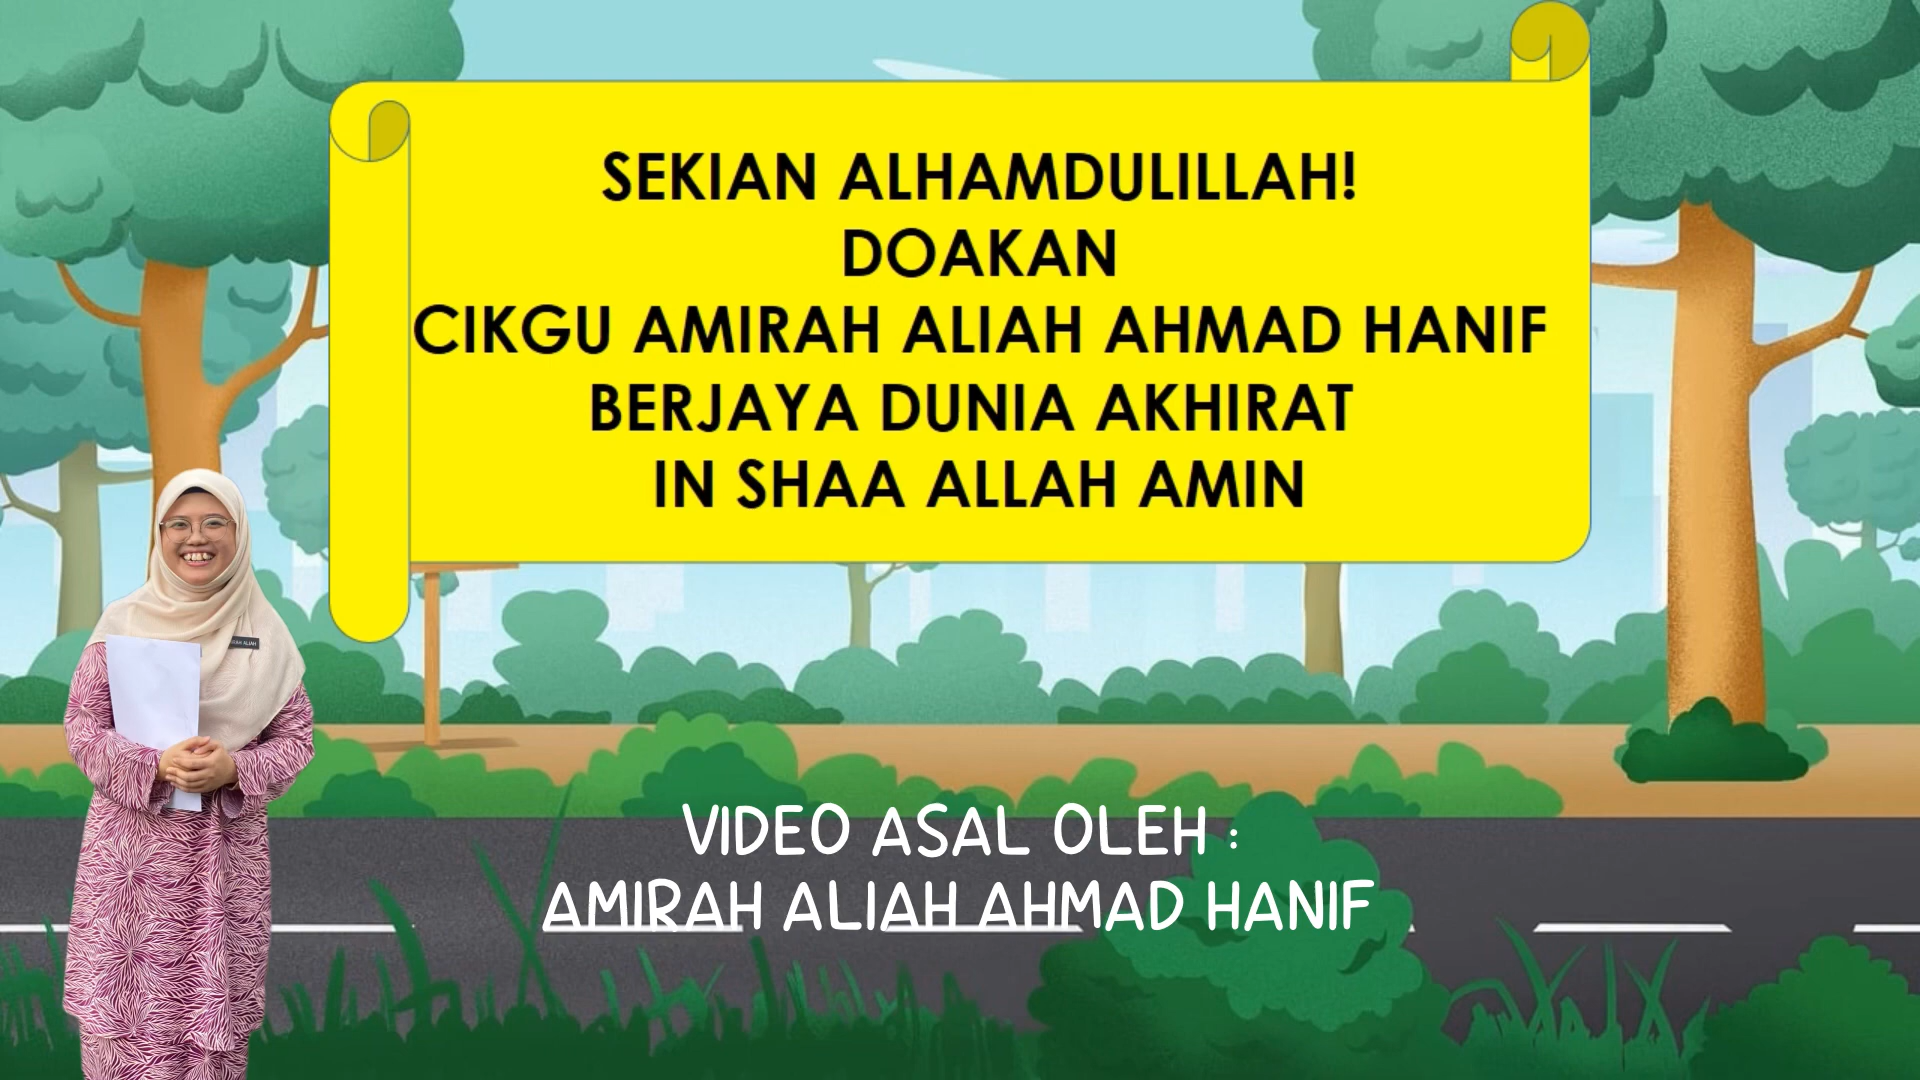 SEKIAN ALHAMDULILLAH!
DOAKAN
CIKGU AMIRAH ALIAH AHMAD HANIF
BERJAYA DUNIA AKHIRAT
IN SHAA ALLAH AMIN
ALIAH
VIDEO ASAL OLEH :
AMIRAH ALIAH AHMAD HANIF